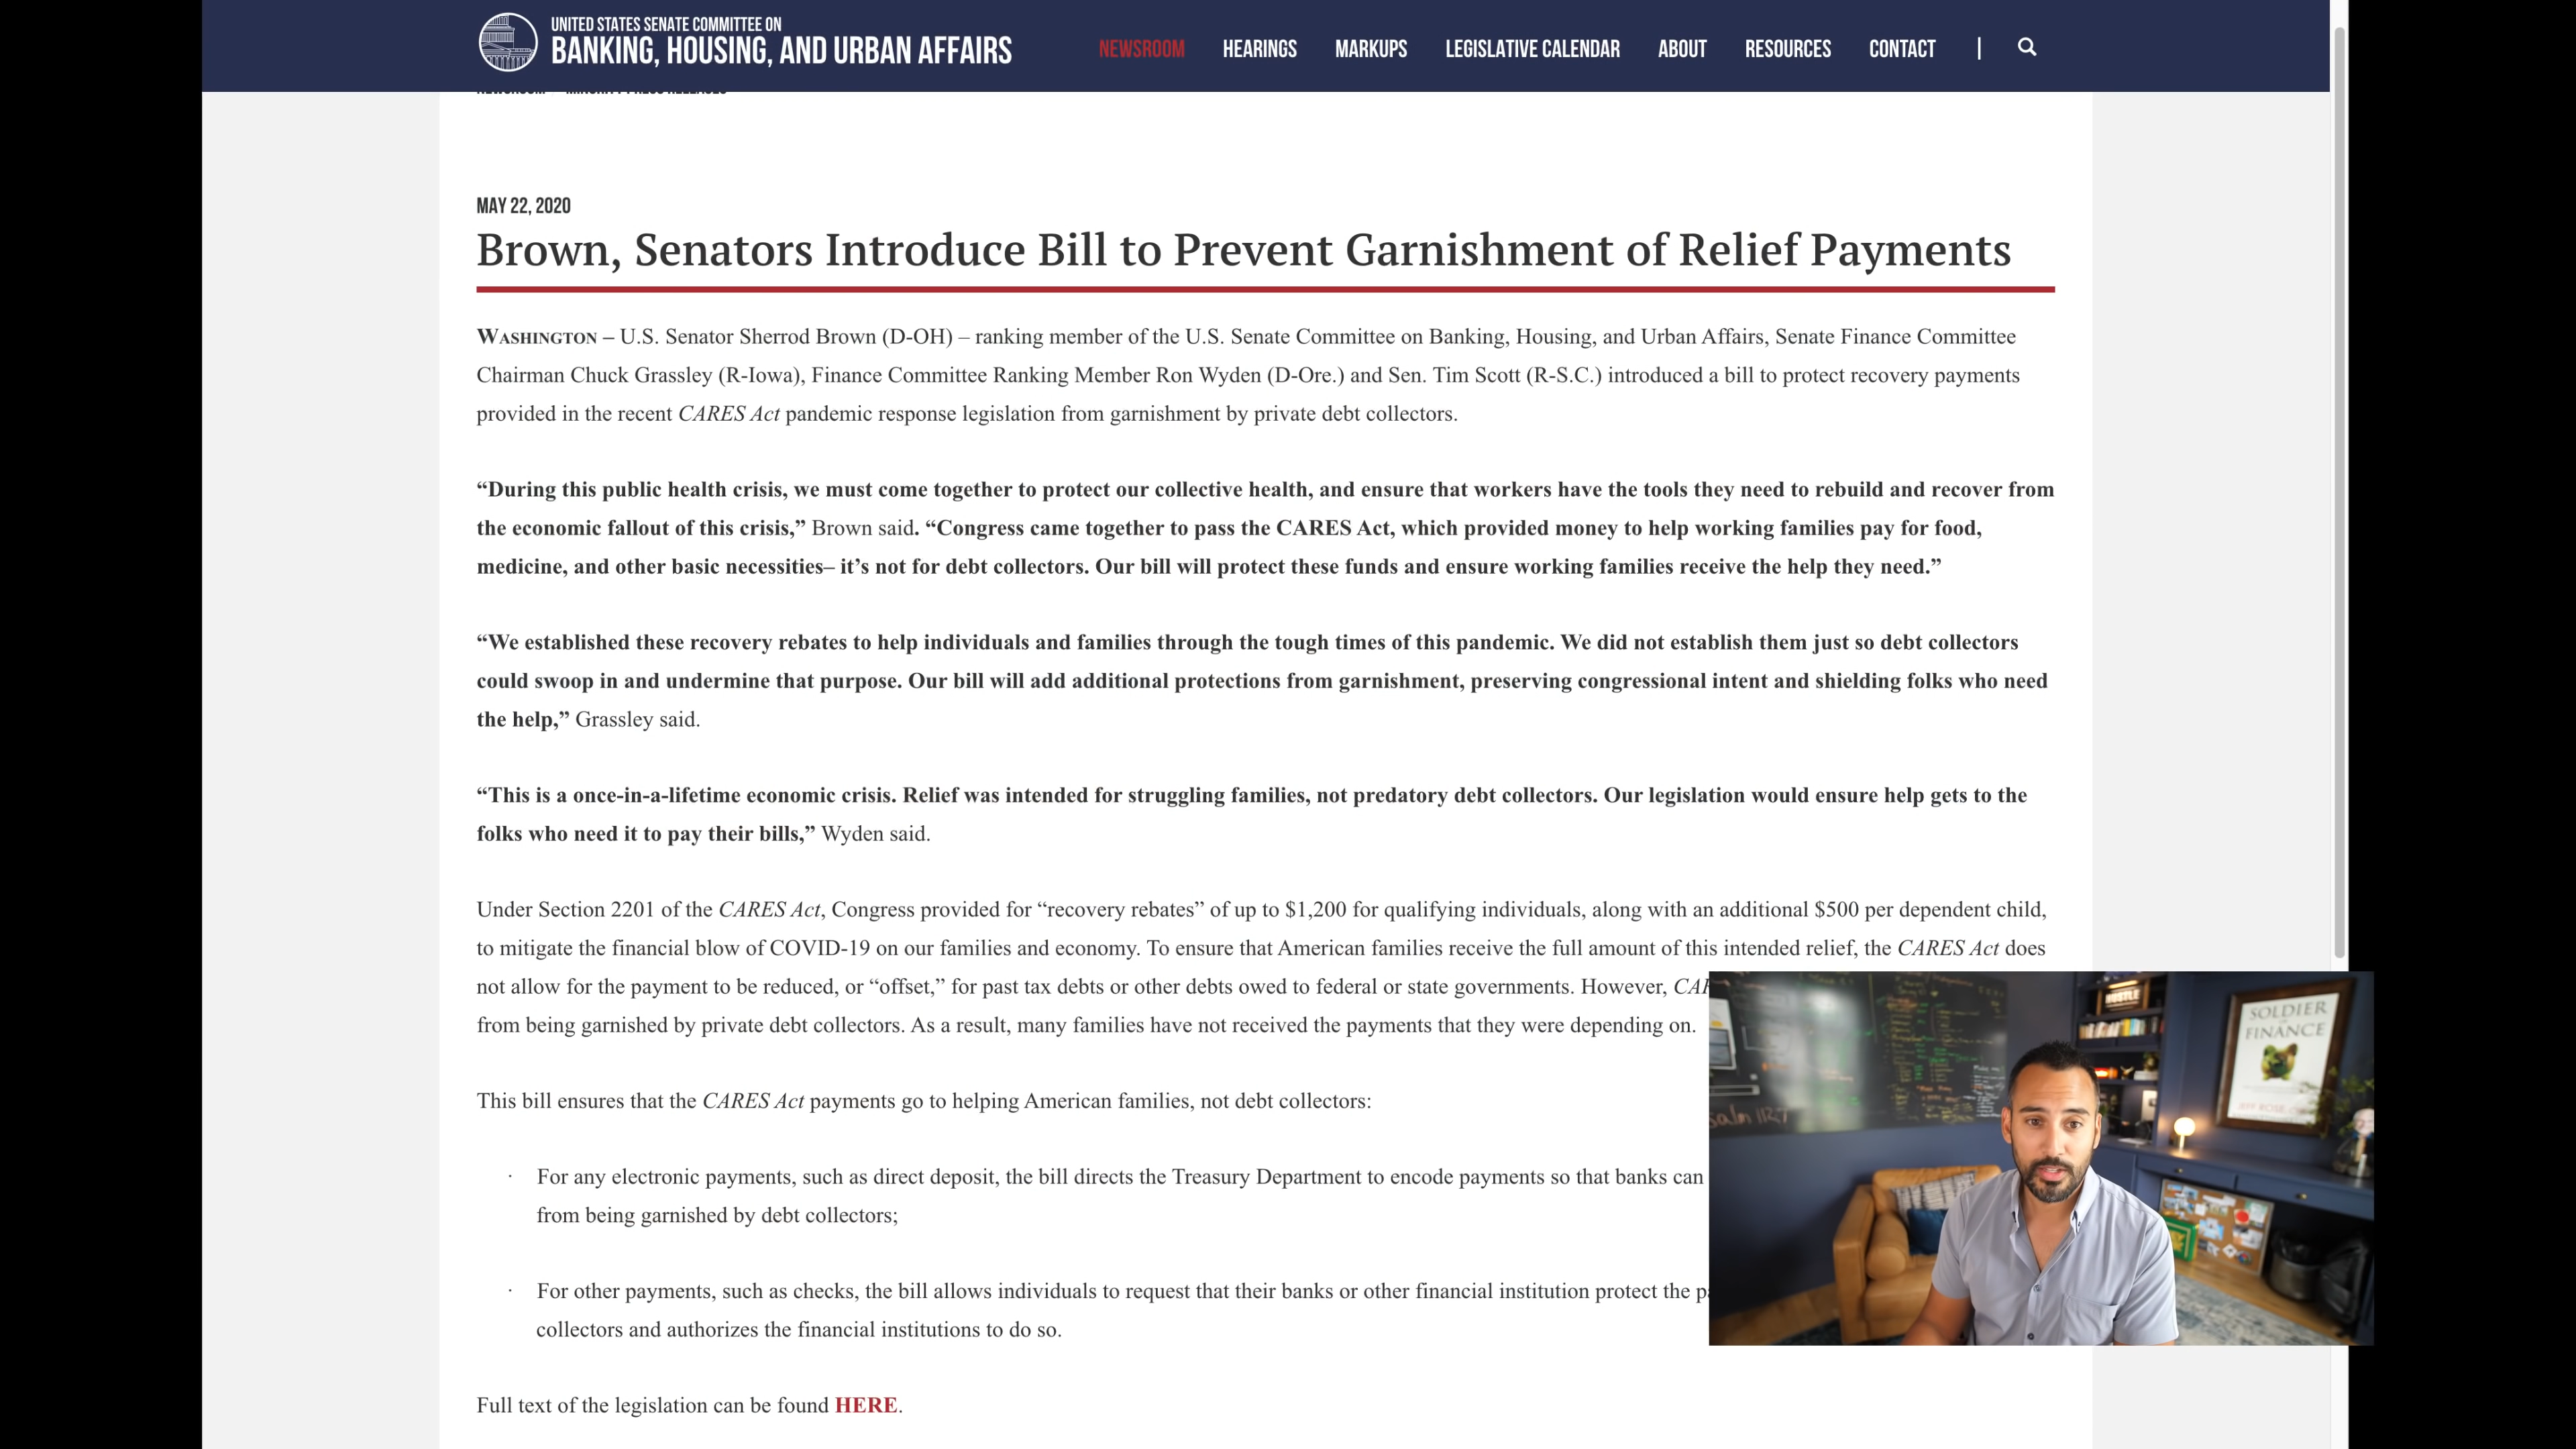 UNITED STATES SENATE COMMITTEE ON
BANKING, HOUSING, AND URBAN AFFAIRS
NEWSROOM HEARINGS MARKUPS LEGISLATIVE CALENDAR ABOUT RESOURCES CONTACT |
MAY 22, 2020
Brown, Senators Introduce Bill to Prevent Garnishment of Relief Payments
WASHINGTON – U.S. Senator Sherrod Brown (D-OH) – ranking member of the U.S. Senate Committee on Banking, Housing, and Urban Affairs, Senate Finance Committee
Chairman Chuck Grassley (R-Iowa), Finance Committee Ranking Member Ron Wyden (D-Ore.) and Sen. Tim Scott (R-S.C.) introduced a bill to protect recovery payments
provided in the recent CARES Act pandemic response legislation from garnishment by private debt collectors.
“During this public health crisis, we must come together to protect our collective health, and ensure that workers have the tools they need to rebuild and recover from
the economic fallout of this crisis,” Brown said. “Congress came together to pass the CARES Act, which provided money to help working families pay for food,
medicine, and other basic necessities– it’s not for debt collectors. Our bill will protect these funds and ensure working families receive the help they need.”
“We established these recovery rebates to help individuals and families through the tough times of this pandemic. We did not establish them just so debt collectors
could swoop in and undermine that purpose. Our bill will add additional protections from garnishment, preserving congressional intent and shielding folks who need
the help,” Grassley said.
“This is a once-in-a-lifetime economic crisis. Relief was intended for struggling families, not predatory debt collectors. Our legislation would ensure help gets to the
folks who need it to pay their bills,” Wyden said.
Under Section 2201 of the CARES Act, Congress provided for “recovery rebates” of up to $1,200 for qualifying individuals, along with an additional $500 per dependent child,
to mitigate the financial blow of COVID-19 on our families and economy. To ensure that American families receive the full amount of this intended relief, the CARES Act does
not allow for the payment to be reduced, or “offset,” for past tax debts or other debts owed to federal or state governments. However,
from being garnished by private debt collectors. As a result, many families have not received the payments that they were depending on.
This bill ensures that the CARES Act payments go to helping American families, not debt collectors:
· For any electronic payments, such as direct deposit, the bill directs the Treasury Department to encode payments so that banks can
from being garnished by debt collectors;
· For other payments, such as checks, the bill allows individuals to request that their banks or other financial institution protect the
collectors and authorizes the financial institutions to do so.
Full text of the legislation can be found HERE.
HUSTLE
SOLDIER
FINANCE
JEFF ROSE
psalm 112:7